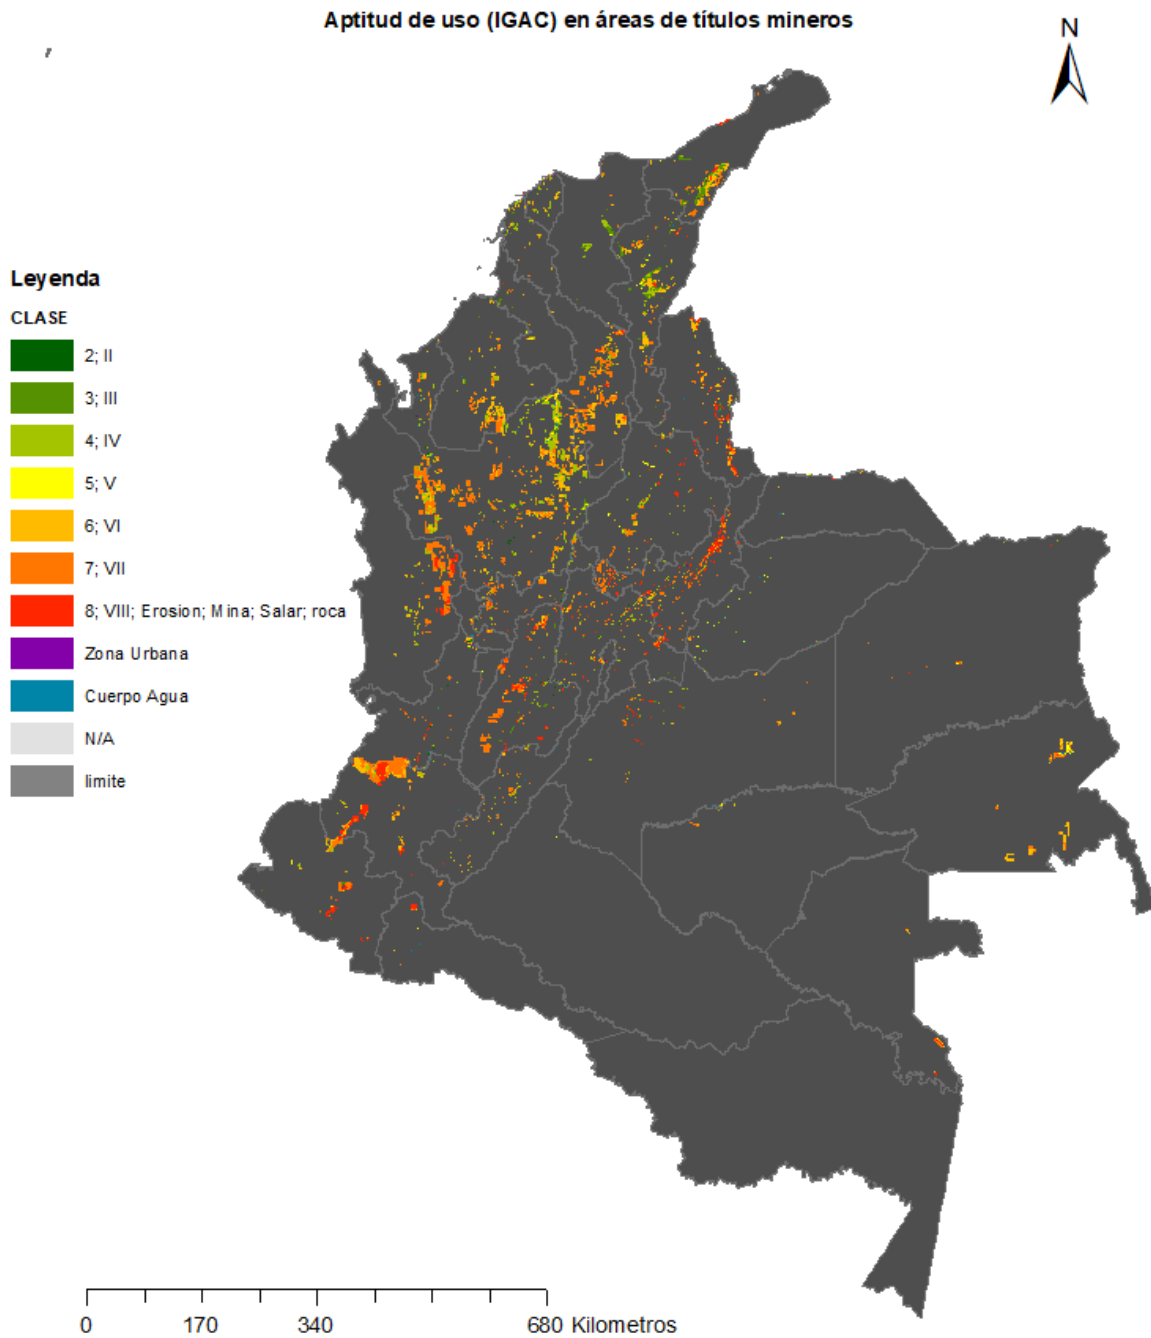 Aptitud de uso (IGAC) en áreas de títulos mineros
N
Leyenda
CLASE
2; II
3; III
4; IV
5; V
6; VI
7; VII
8; VIII; Erosion; Mina; Salar; roca
Zona Urbana
Cuerpo Agua
N/A
limite
0 170 340 680 Kilometros